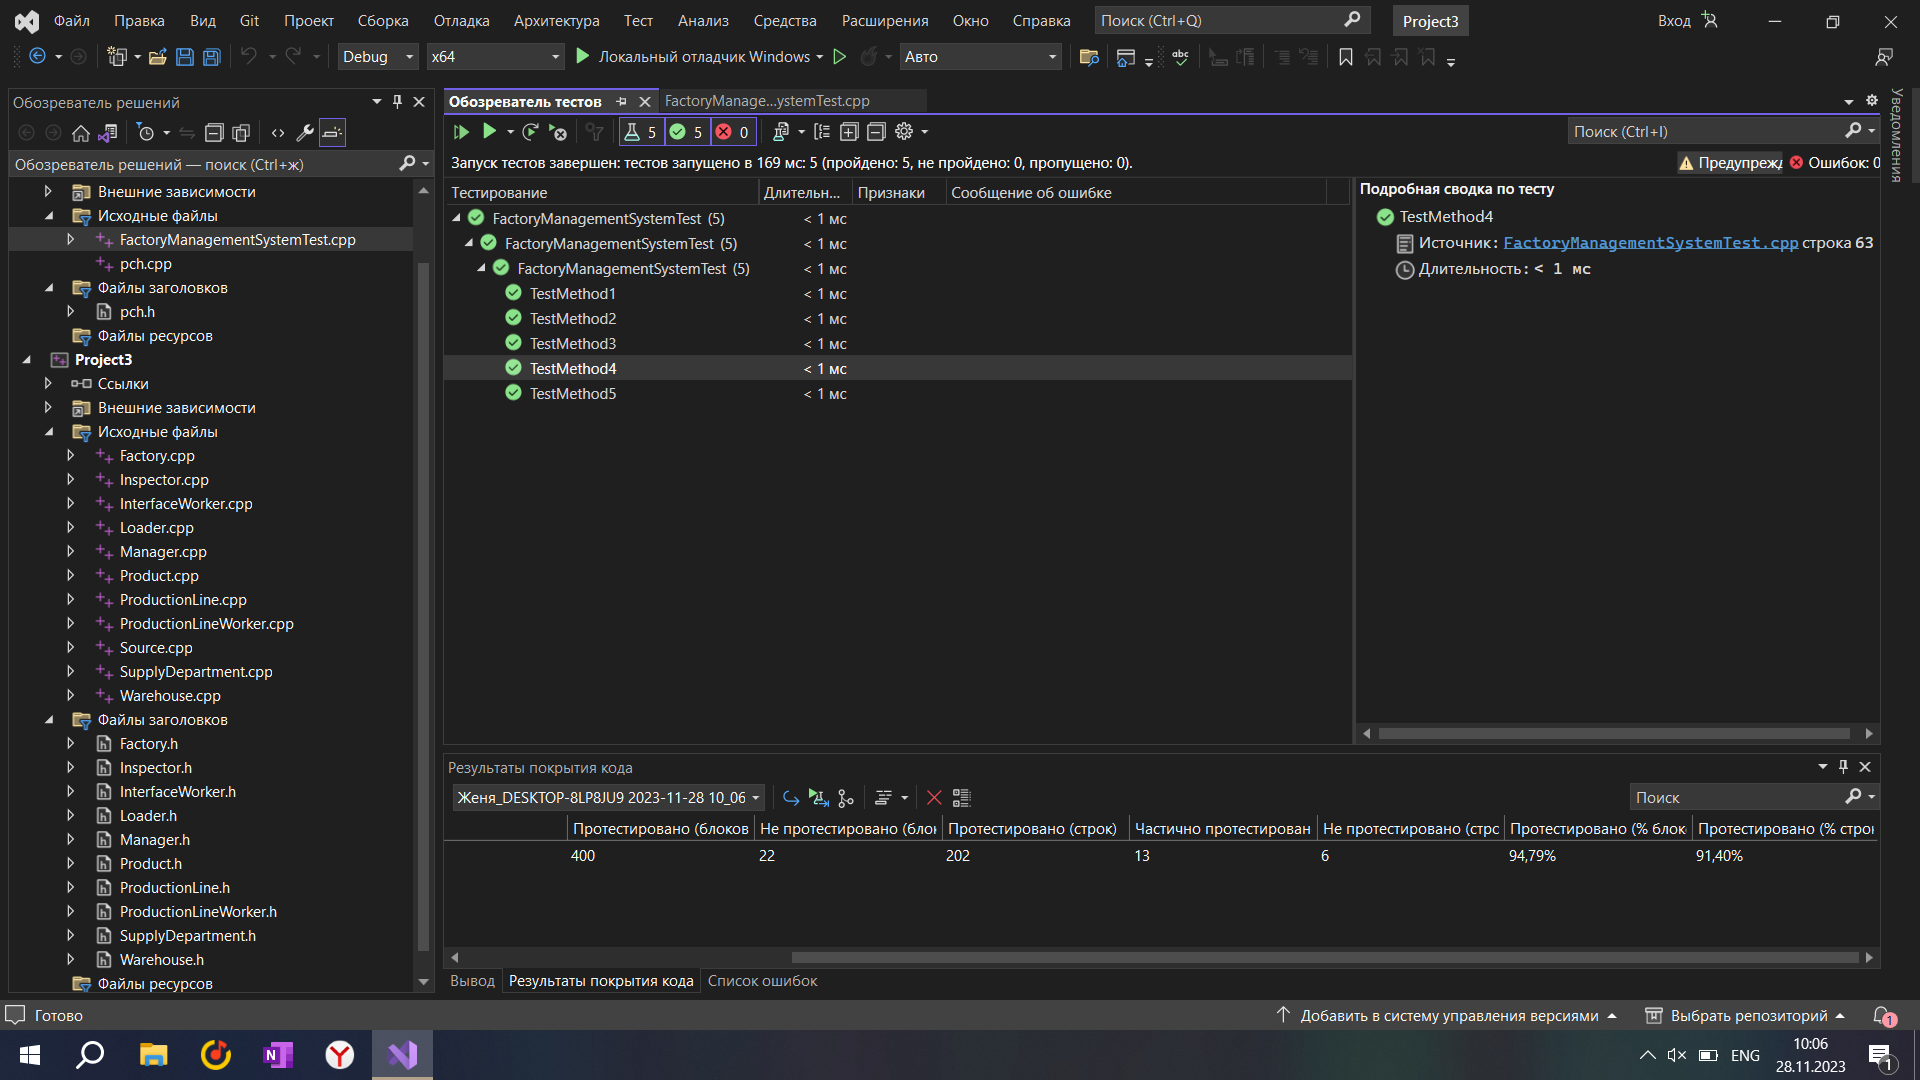 Файл Правка Вид Git Проект Сборка Отладка Архитектура Тест Анализ Средства Расширения Окно Справка Поиск (Ctrl+Q) Project3 Вход
Debug x64 Локальный отладчик Windows Авто
Обозреватель решений
Обозреватель решений — поиск (Ctrl+ж)
Внешние зависимости
Исходные файлы
FactoryManagementSystemTest.cpp
pch.cpp
Файлы заголовков
pch.h
Файлы ресурсов
Project3
Ссылки
Внешние зависимости
Исходные файлы
Factory.cpp
Inspector.cpp
InterfaceWorker.cpp
Loader.cpp
Manager.cpp
Product.cpp
ProductionLine.cpp
ProductionLineWorker.cpp
Source.cpp
SupplyDepartment.cpp
Warehouse.cpp
Файлы заголовков
Factory.h
Inspector.h
InterfaceWorker.h
Loader.h
Manager.h
Product.h
ProductionLine.h
ProductionLineWorker.h
SupplyDepartment.h
Warehouse.h
Файлы ресурсов
Обозреватель тестов FactoryManage...ystemTest.cpp
5 5 0 Поиск (Ctrl+I)
Запуск тестов завершен: тестов запущено в 169 мс: 5 (пройдено: 5, не пройдено: 0, пропущено: 0). Предупрежд Ошибок: 0
Тестирование Длительн... Признаки Сообщение об ошибке
FactoryManagementSystemTest (5) < 1 мс
FactoryManagementSystemTest (5) < 1 мс
FactoryManagementSystemTest (5) < 1 мс
TestMethod1 < 1 мс
TestMethod2 < 1 мс
TestMethod3 < 1 мс
TestMethod4 < 1 мс
TestMethod5 < 1 мс
Подробная сводка по тесту
TestMethod4
Источник: FactoryManagementSystemTest.cpp строка 63
Длительность: < 1 мс
Уведомления
Результаты покрытия кода
Женя_DESKTOP-8LP8JU9 2023-11-28 10_06 Поиск
Протестировано (блоков Не протестировано (блон Протестировано (строк) Частично протестирован Не протестировано (стрс Протестировано (% блок Протестировано (% строк
400 22 202 13 6 94,79% 91,40%
Вывод Результаты покрытия кода Список ошибок
Готово Добавить в систему управления версиями Выбрать репозиторий 1
ENG 10:06
28.11.2023 1